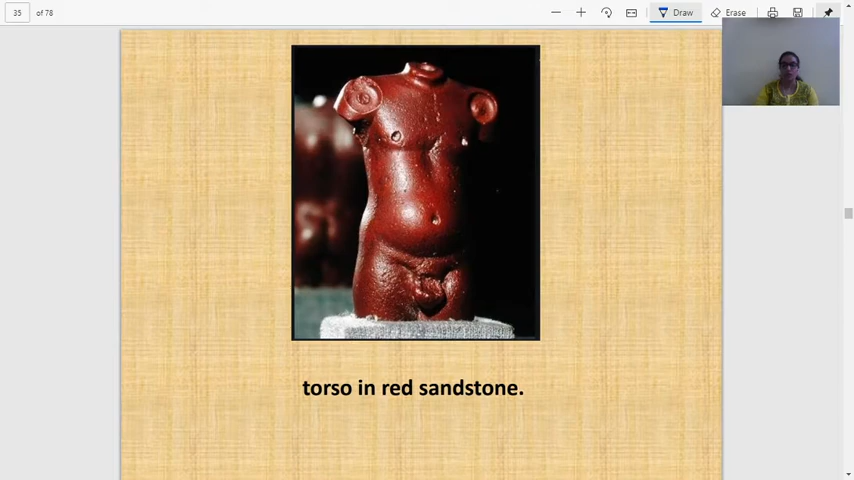 35 of 78
Draw
Erase
torso in red sandstone.